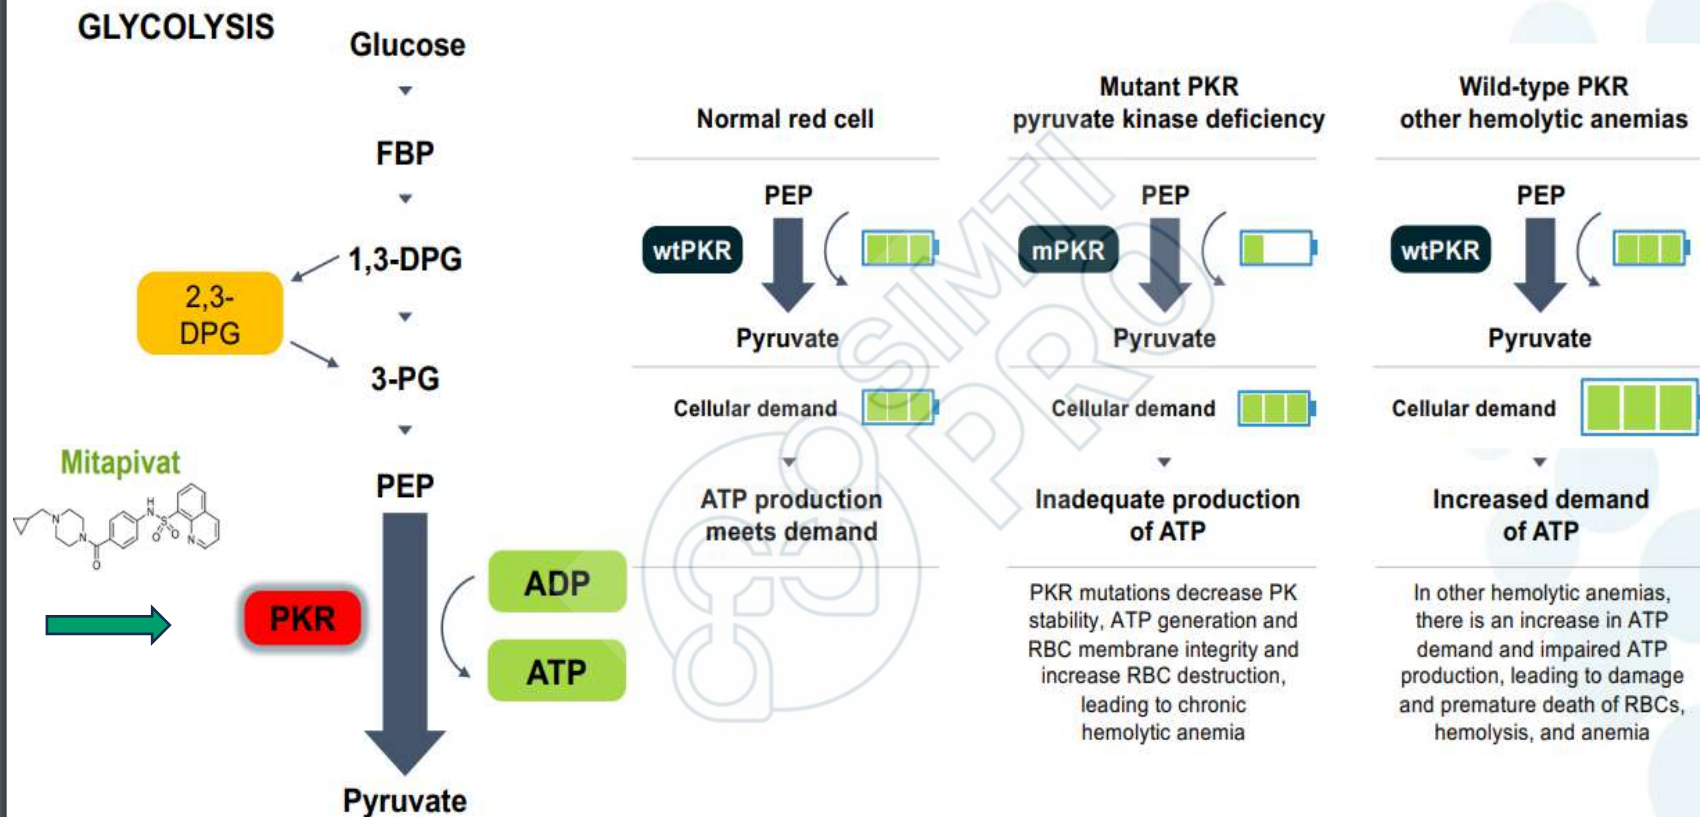 GLYCOLYSIS
Glucose
FBP
1,3-DPG
2,3-
DPG
3-PG
Mitapivat
PEP
N
N
O
H
N
S
O
O
N
PKR
ADP
ATP
Pyruvate
Normal red cell
PEP
wtPKR
Pyruvate
Cellular demand
ATP production
meets demand
Mutant PKR
pyruvate kinase deficiency
PEP
mPKR
Pyruvate
Cellular demand
Inadequate production
of ATP
PKR mutations decrease PK
stability, ATP generation and
RBC membrane integrity and
increase RBC destruction,
leading to chronic
hemolytic anemia
Wild-type PKR
other hemolytic anemias
PEP
wtPKR
Pyruvate
Cellular demand
Increased demand
of ATP
In other hemolytic anemias,
there is an increase in ATP
demand and impaired ATP
production, leading to damage
and premature death of RBCs,
hemolysis, and anemia
SIMTI
PRO